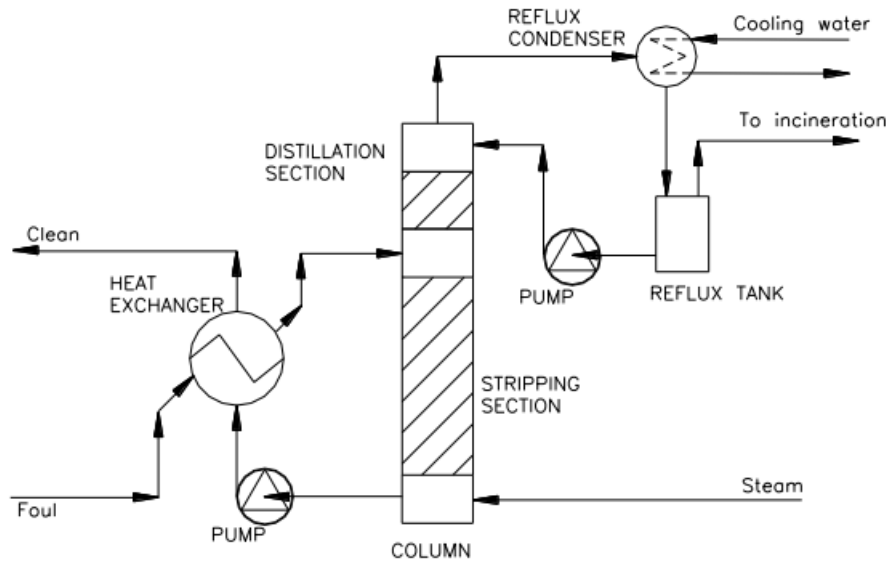 REFLUX
CONDENSER
Cooling water
To incineration
DISTILLATION
SECTION
Clean
HEAT
EXCHANGER
PUMP
REFLUX TANK
STRIPPING
SECTION
Steam
Foul
PUMP
COLUMN